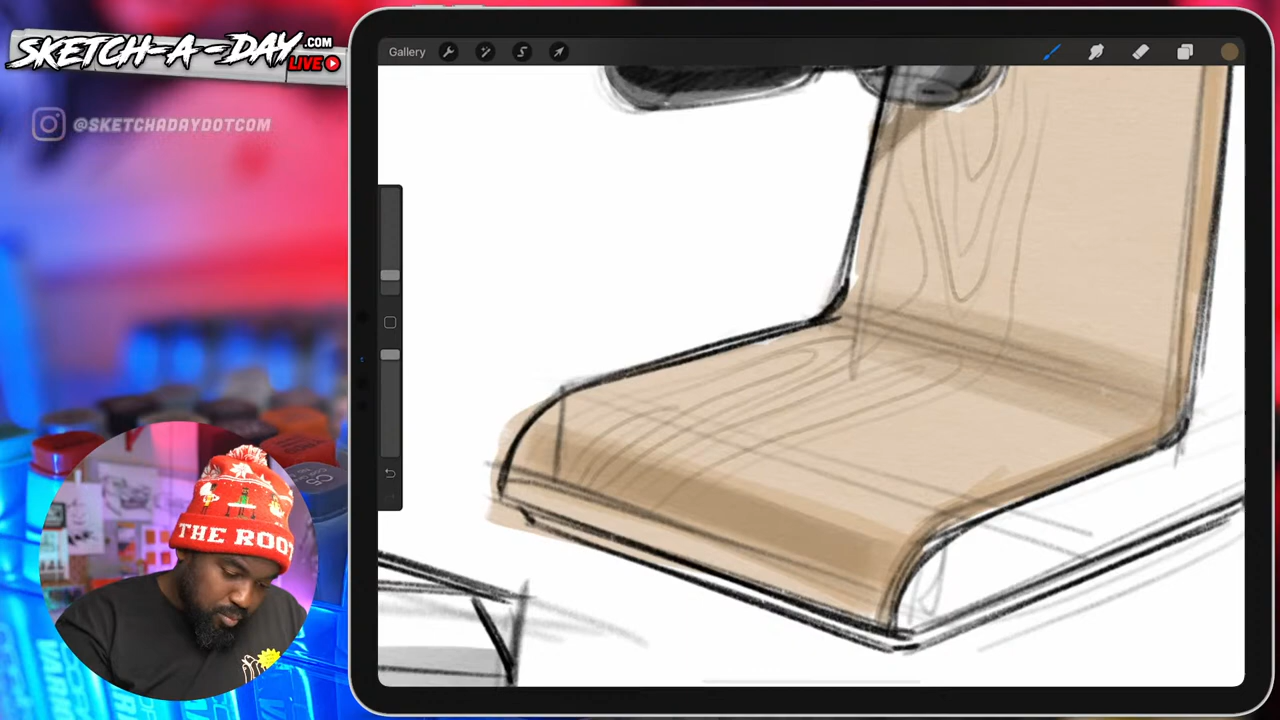 SKETCH-A-DAY.COM
LIVE
@SKETCHADAYDOTCOM
Gallery
THE ROO